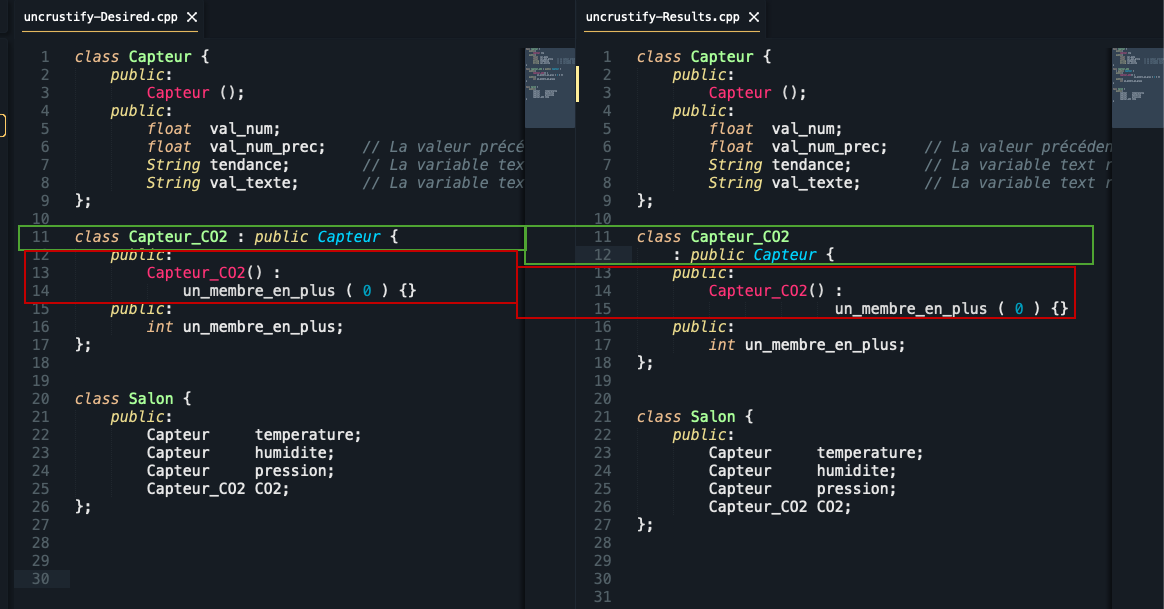 uncrustify-Desired.cpp ×
1 class Capteur {
2     public:
3         Capteur ();
4     public:
5         float  val_num;
6         float  val_num_prec;    // La valeur précé
7         String tendance;        // La variable tex
8         String val_texte;       // La variable tex
9 };
10
11 class Capteur_CO2 : public Capteur {
12     public:
13         Capteur_CO2() :
14             un_membre_en_plus ( 0 ) {}
15     public:
16         int un_membre_en_plus;
17 };
18
19
20 class Salon {
21     public:
22         Capteur     temperature;
23         Capteur     humidite;
24         Capteur     pression;
25         Capteur_CO2 CO2;
26 };
27
28
29
30
uncrustify-Results.cpp ×
1 class Capteur {
2     public:
3         Capteur ();
4     public:
5         float  val_num;
6         float  val_num_prec;    // La valeur précéden
7         String tendance;        // La variable text
8         String val_texte;       // La variable text
9 };
10
11 class Capteur_CO2
12     : public Capteur {
13     public:
14         Capteur_CO2() :
15                       un_membre_en_plus ( 0 ) {}
16     public:
17         int un_membre_en_plus;
18 };
19
20
21 class Salon {
22     public:
23         Capteur     temperature;
24         Capteur     humidite;
25         Capteur     pression;
26         Capteur_CO2 CO2;
27 };
28
29
30
31